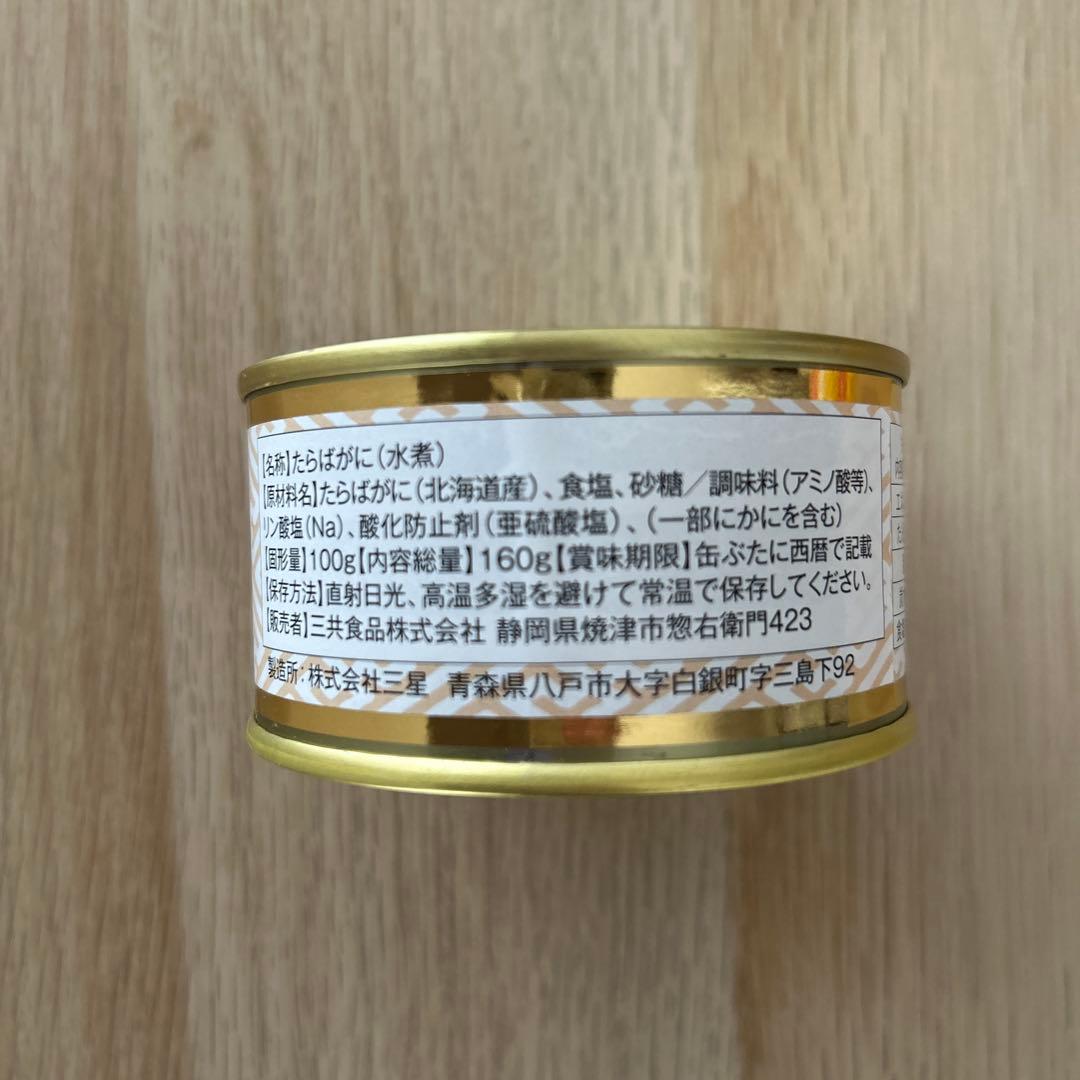 【名称】たらばがに（水煮）
【原材料名】たらばがに（北海道産）、食塩、砂糖／調味料（アミノ酸等）、
リン酸塩（Na）、酸化防止剤（亜硫酸塩）、（一部にかにを含む）
【固形量】100g【内容総量】160g【賞味期限】缶ぶたに西暦で記載
【保存方法】直射日光、高温多湿を避けて常温で保存してください。
【販売者】三共食品株式会社 静岡県焼津市惣右衛門423
製造所：株式会社三星 青森県八戸市大字白銀町字三島下92